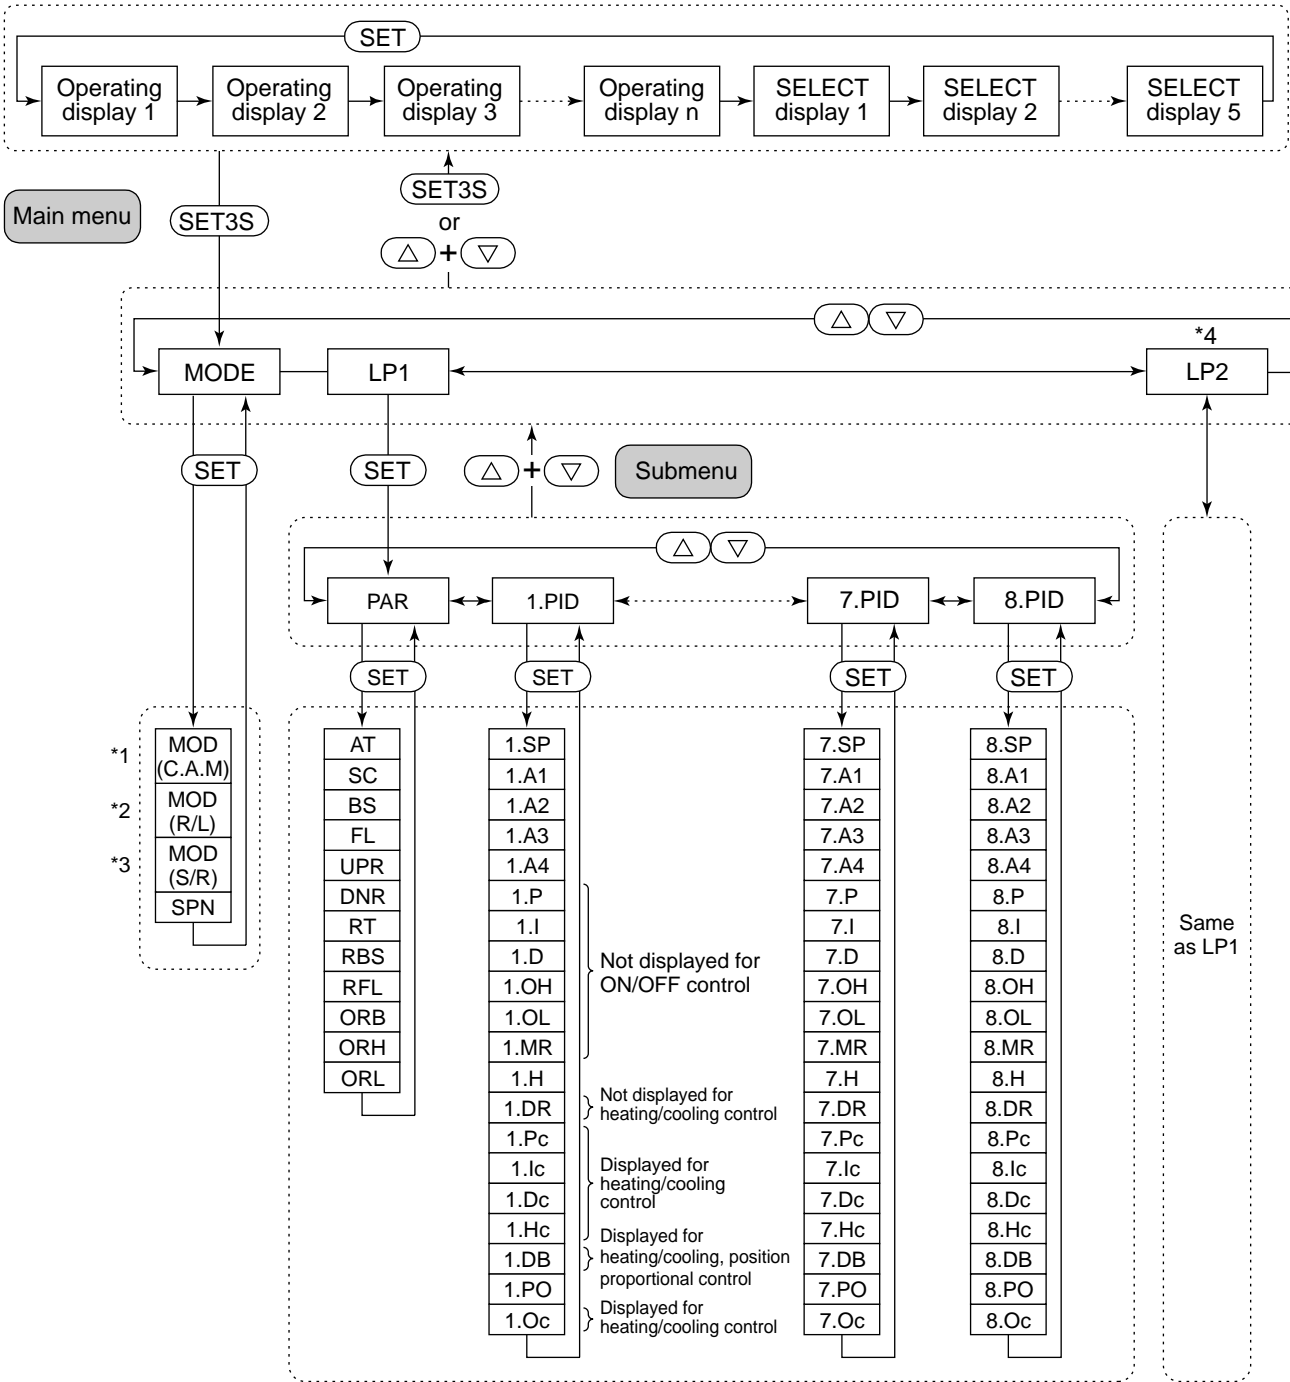 SET
Operating
display 1
Operating
display 2
Operating
display 3
Operating
display n
SELECT
display 1
SELECT
display 2
SELECT
display 5
Main menu
SET3S
SET3S
or
+
*4
MODE
LP1
LP2
SET
SET
+
Submenu
PAR
1.PID
7.PID
8.PID
SET
SET
SET
SET
*1
MOD
(C.A.M)
*2
MOD
(R/L)
*3
MOD
(S/R)
SPN
AT
SC
BS
FL
UPR
DNR
RT
RBS
RFL
ORB
ORH
ORL
1.SP
1.A1
1.A2
1.A3
1.A4
1.P
1.I
1.D
1.OH
1.OL
1.MR
1.H
1.DR
1.Pc
1.Ic
1.Dc
1.Hc
1.DB
1.PO
1.Oc
Not displayed for
ON/OFF control
Not displayed for
heating/cooling control
Displayed for
heating/cooling
control
Displayed for
heating/cooling, position
proportional control
Displayed for
heating/cooling control
7.SP
7.A1
7.A2
7.A3
7.A4
7.P
7.I
7.D
7.OH
7.OL
7.MR
7.H
7.DR
7.Pc
7.Ic
7.Dc
7.Hc
7.DB
7.PO
7.Oc
8.SP
8.A1
8.A2
8.A3
8.A4
8.P
8.I
8.D
8.OH
8.OL
8.MR
8.H
8.DR
8.Pc
8.Ic
8.Dc
8.Hc
8.DB
8.PO
8.Oc
Same
as LP1